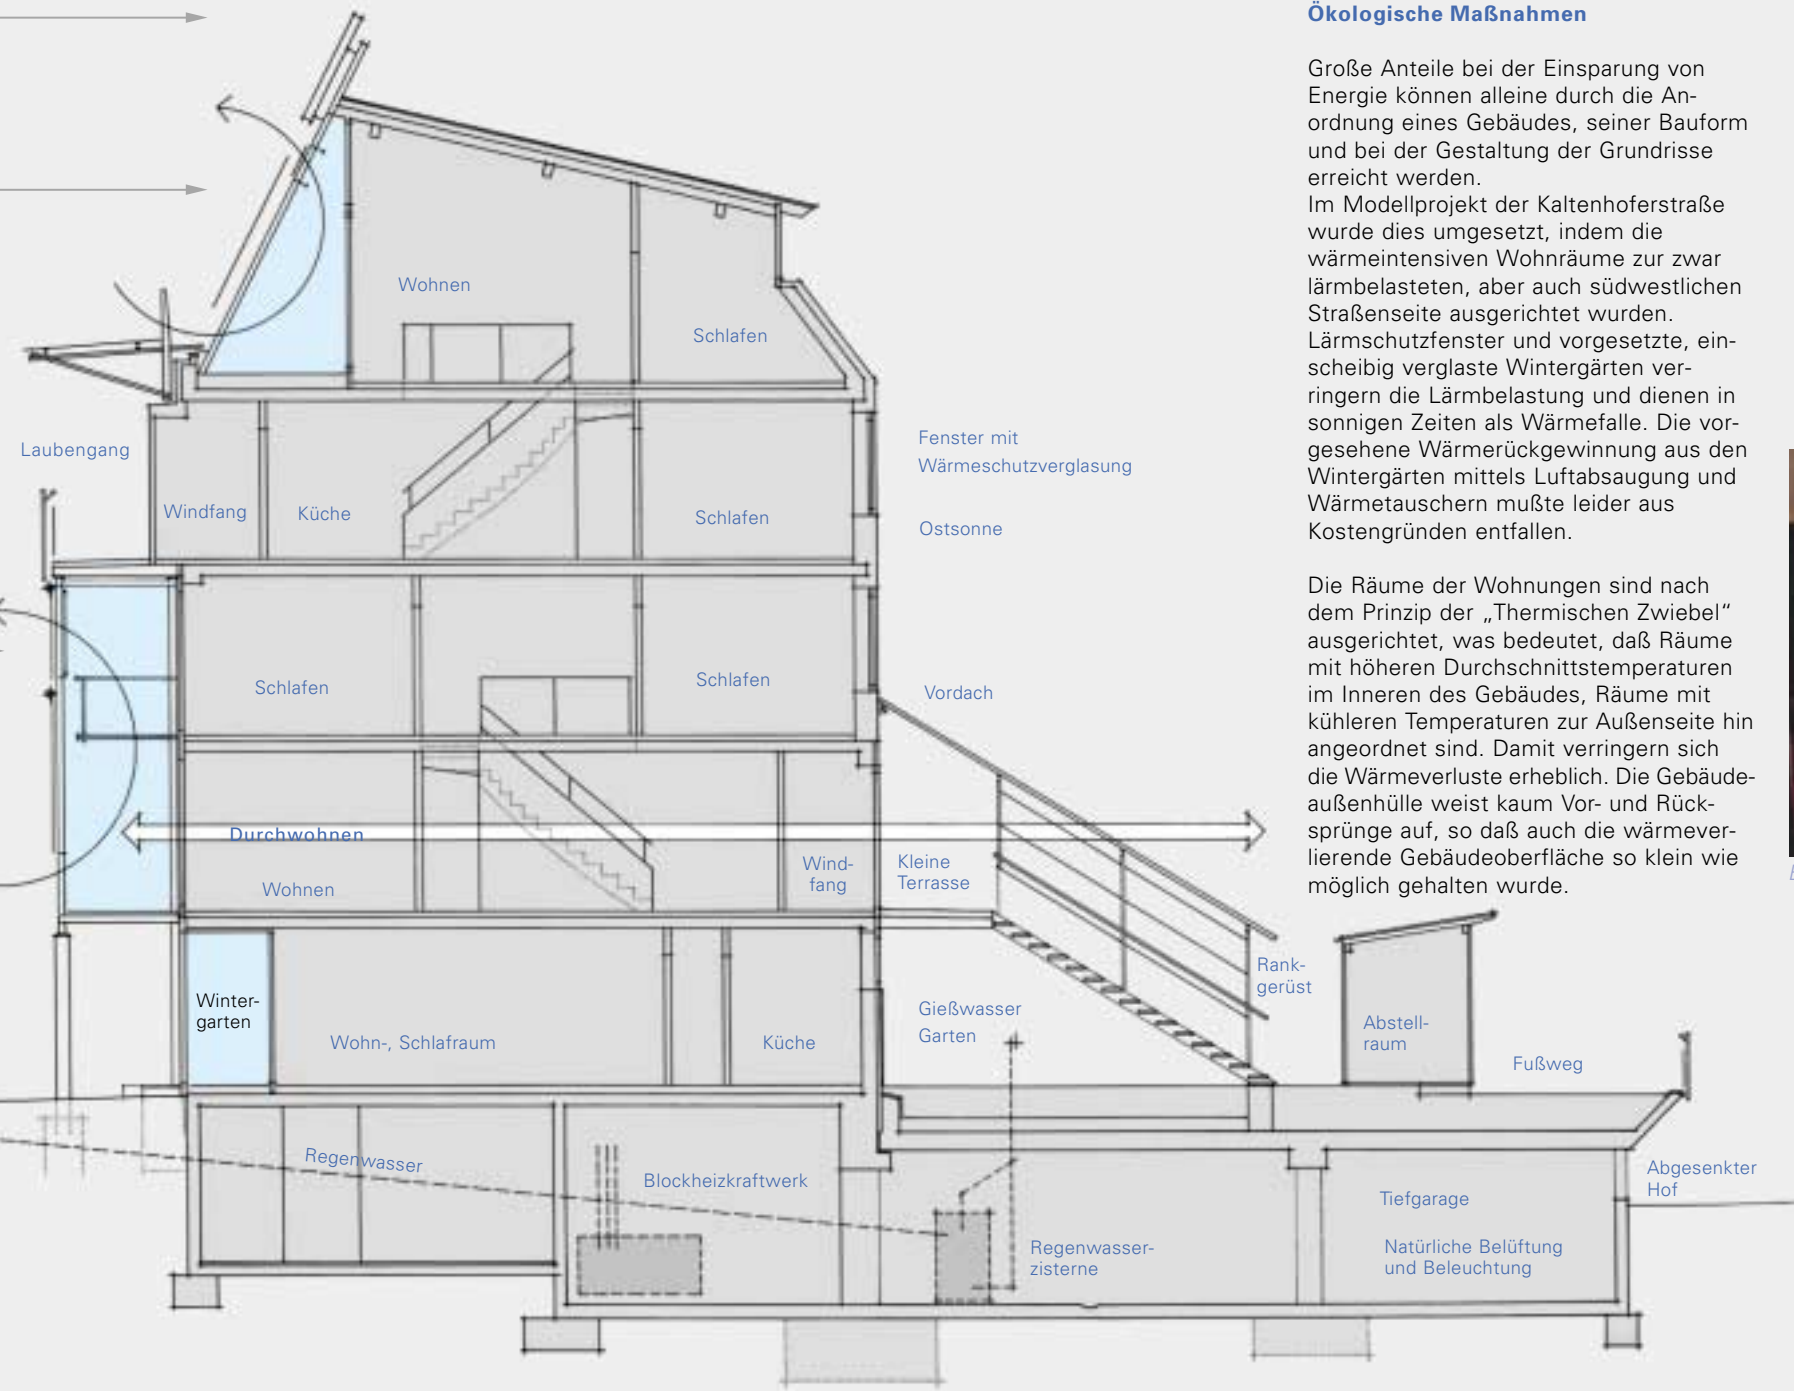 Ökologische Maßnahmen
Große Anteile bei der Einsparung von
Energie können alleine durch die An-
ordnung eines Gebäudes, seiner Bauform
und bei der Gestaltung der Grundrisse
erreicht werden.
Im Modellprojekt der Kaltenhoferstraße
wurde dies umgesetzt, indem die
wärmeintensiven Wohnräume zur zwar
lärmbelasteten, aber auch südwestlichen
Straßenseite ausgerichtet wurden.
Lärmschutzfenster und vorgesetzte, ein-
scheibig verglaste Wintergärten ver-
ringern die Lärmbelastung und dienen in
sonnigen Zeiten als Wärmefalle. Die vor-
gesehene Wärmerückgewinnung aus den
Wintergärten mittels Luftabsaugung und
Wärmetauschern mußte leider aus
Kostengründen entfallen.
Die Räume der Wohnungen sind nach
dem Prinzip der „Thermischen Zwiebel“
ausgerichtet, was bedeutet, daß Räume
mit höheren Durchschnittstemperaturen
im Inneren des Gebäudes, Räume mit
kühleren Temperaturen zur Außenseite hin
angeordnet sind. Damit verringern sich
die Wärmeverluste erheblich. Die Gebäude-
außenhülle weist kaum Vor- und Rück-
sprünge auf, so daß auch die wärmever-
lierende Gebäudeoberfläche so klein wie
möglich gehalten wurde.
Wohnen
Schlafen
Laubengang
Fenster mit
Wärmeschutzverglasung
Windfang
Küche
Schlafen
Ostsonne
Schlafen
Schlafen
Vordach
Durchwohnen
Wohnen
Wind-
fang
Kleine
Terrasse
Rank-
gerüst
Winter-
garten
Wohn-, Schlafraum
Küche
Gießwasser
Garten
Abstell-
raum
Fußweg
Regenwasser
Blockheizkraftwerk
Regenwasser-
zisterne
Tiefgarage
Natürliche Belüftung
und Beleuchtung
Abgesenkter
Hof